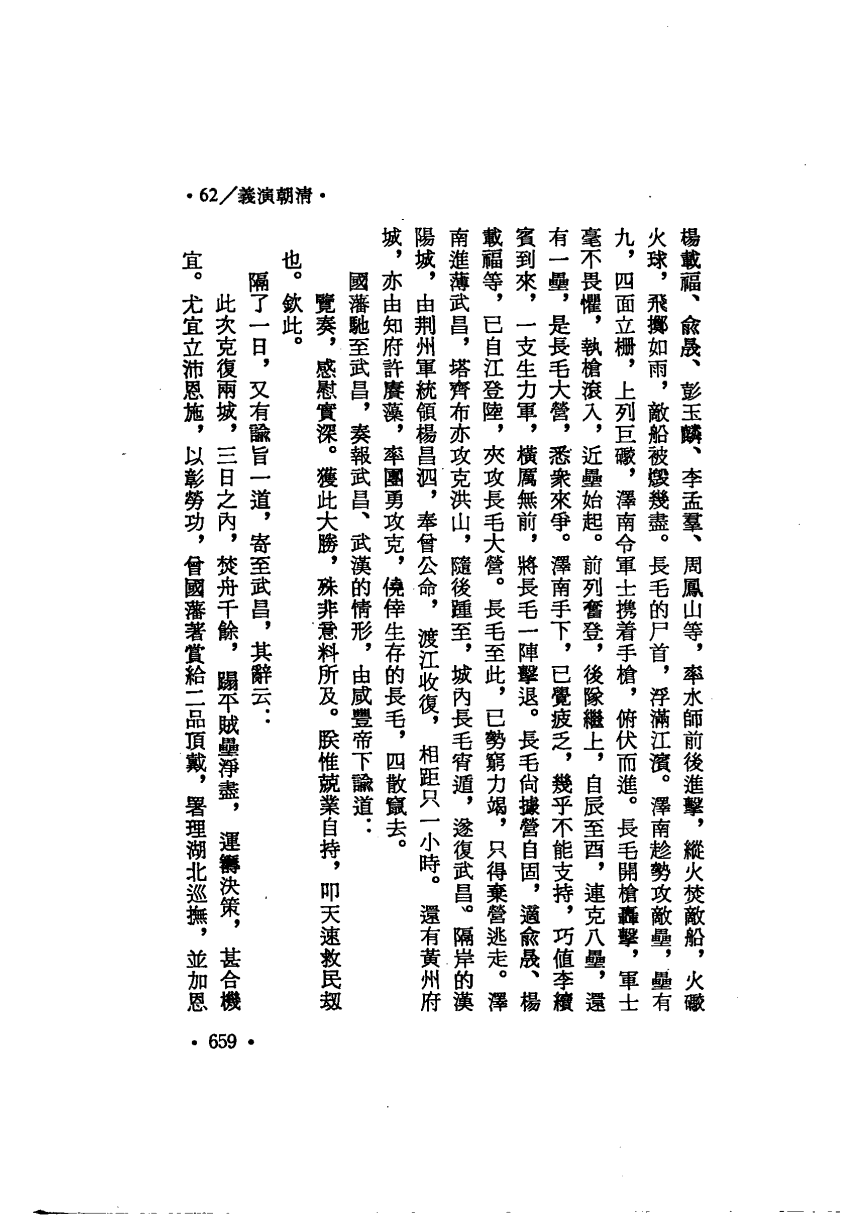 ·62/義演朝清·
楊載福、俞晟、彭玉麟、李孟羣、周鳳山等，率水師前後進擊，縱火焚敵船，火礮
火球，飛擲如雨，敵船被燬幾盡。長毛的尸首，浮滿江濱。澤南趁勢攻敵壘，壘有
九，四面立柵，上列巨礮，澤南令軍士携着手槍，俯伏而進。長毛開槍轟擊，軍士
毫不畏懼，執槍滾入，近壘始起。前列奮登，後隊繼上，自辰至酉，連克八壘，還
有一壘，是長毛大營，悉衆來爭。澤南手下，已覺疲乏，幾乎不能支持，巧值李續
賓到來，一支生力軍，橫厲無前，將長毛一陣擊退。長毛尙據營自固，適俞晟、楊
載福等，已自江登陸，夾攻長毛大營。長毛至此，已勢窮力竭，只得棄營逃走。澤
南進薄武昌，塔齊布亦攻克洪山，隨後踵至，城內長毛宵遁，遂復武昌。隔岸的漢
陽城，由荆州軍統領楊昌泗，奉曾公命，渡江收復，相距只一小時。還有黃州府
城，亦由知府許賡藻，率團勇攻克，僥倖生存的長毛，四散竄去。
國藩馳至武昌，奏報武昌、武漢的情形，由咸豐帝下諭道：
覽奏，感慰實深。獲此大勝，殊非意料所及。朕惟兢業自持，叩天速救民刼
也。欽此。
隔了一日，又有諭旨一道，寄至武昌，其辭云：
此次克復兩城，三日之內，焚舟千餘，蹋平賊壘淨盡，運籌決策，甚合機
宜。尤宜立沛恩施，以彰勞功，曾國藩著賞給二品頂戴，署理湖北巡撫，並加恩
·659·